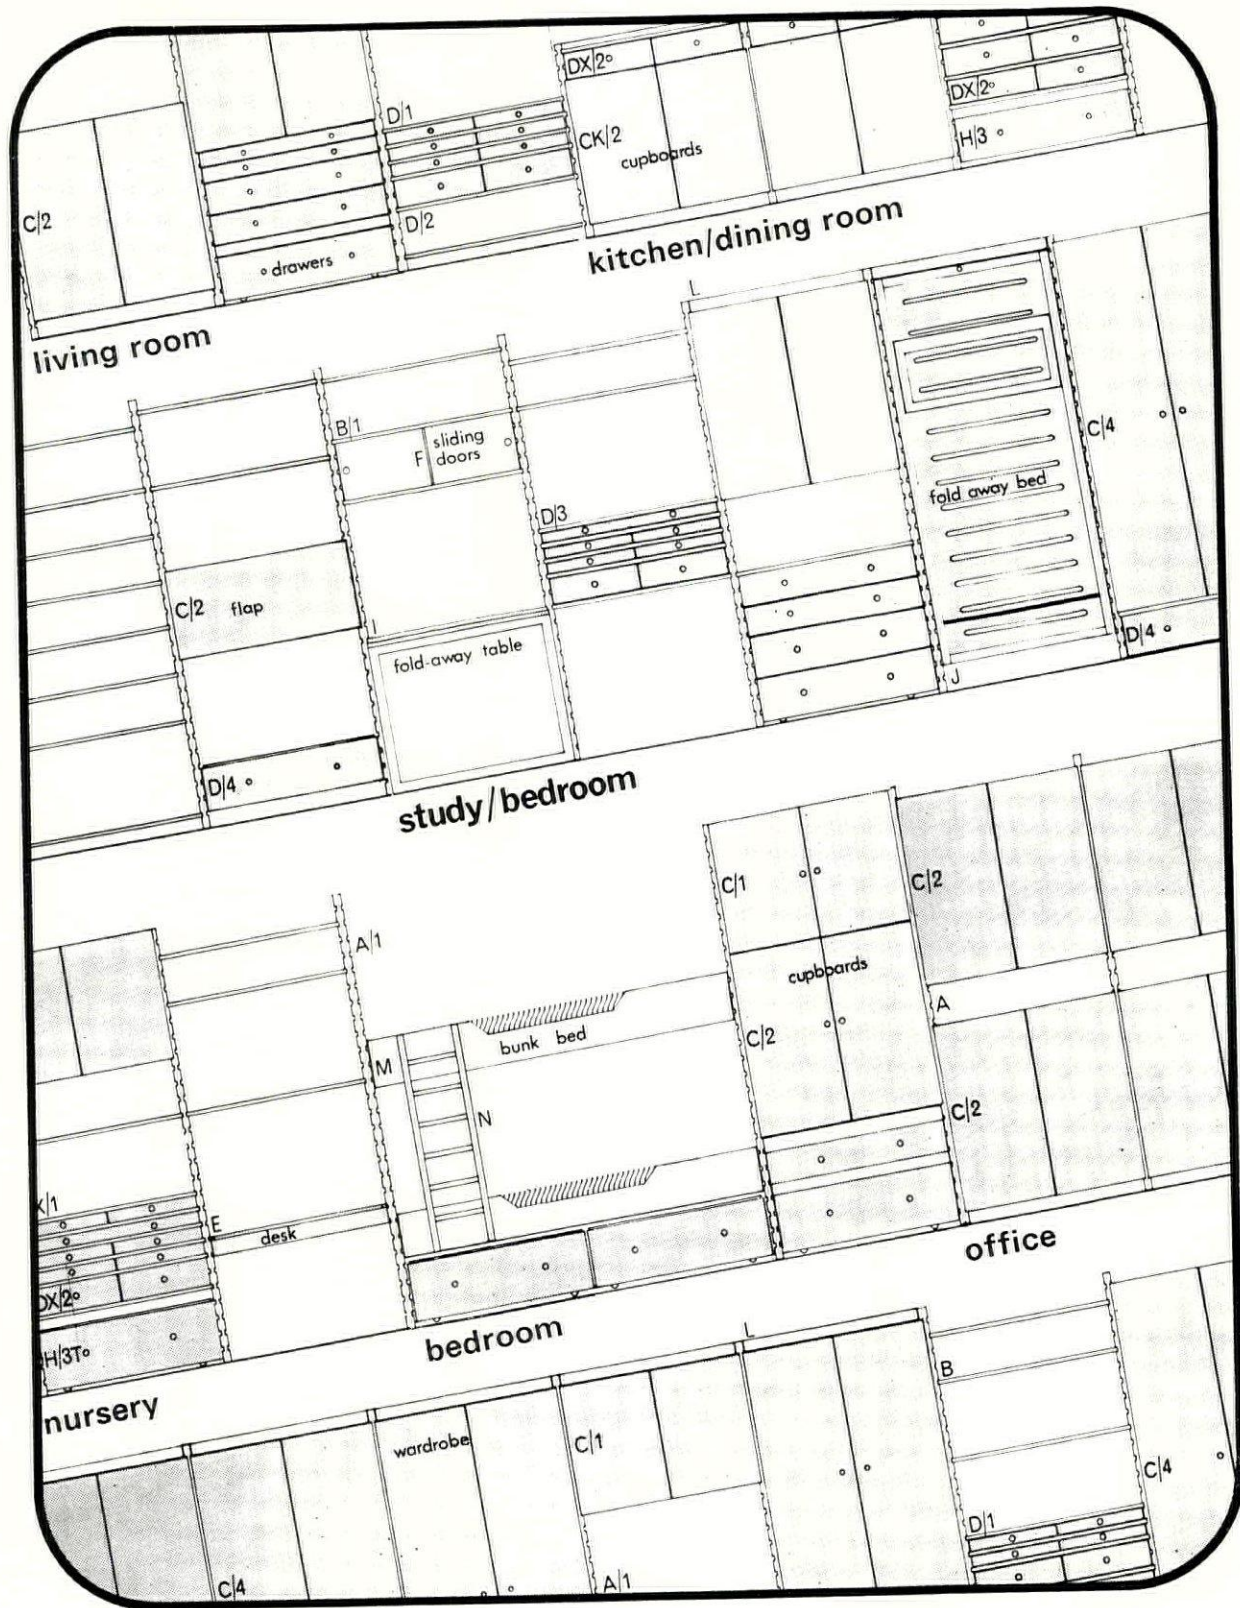 DX/2
DX/2
D/1
CK/2
cupboards
H/3
C/2
D/2
drawers
kitchen/dining room
living room
L
B/1
sliding
doors
F
C/4
fold away bed
D/3
C/2 flap
I
fold-away table
D/4
J
D/4
study/bedroom
C/1
C/2
A/1
cupboards
A
bunk bed
C/2
M
N
C/2
X/1
E
desk
DX/2
H/3T
office
bedroom
nursery
L
B
wardrobe
C/1
C/4
D/1
C/4
A/1